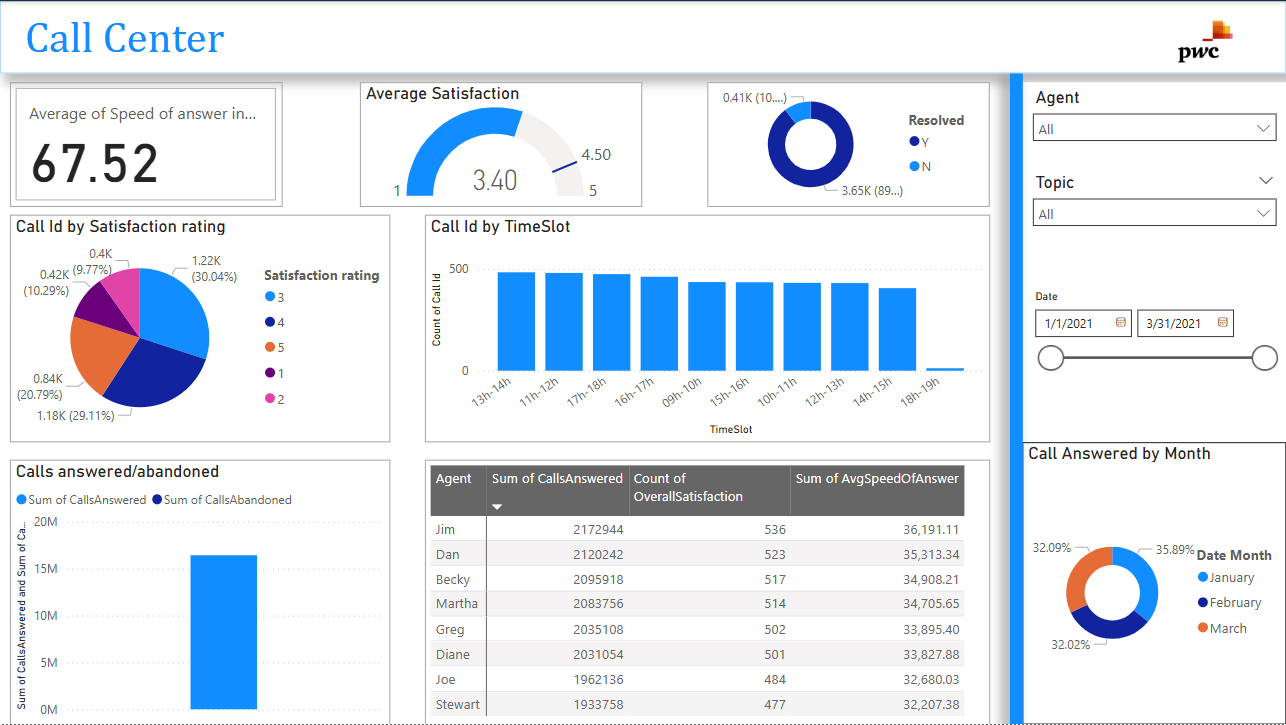 Call Center
pwc
Average of Speed of answer in...
67.52
Average Satisfaction
4.50
3.40
1
5
0.41K (10....)
3.65K (89...)
Resolved
Y
N
Agent
All
Topic
All
Date
1/1/2021
3/31/2021
Call Id by Satisfaction rating
0.4K
(9.77%)
1.22K
(30.04%)
0.42K
(10.29%)
0.84K
(20.79%)
1.18K (29.11%)
Satisfaction rating
3
4
5
1
2
Call Id by TimeSlot
Count of Call Id
500
0
13h-14h
11h-12h
17h-18h
16h-17h
09h-10h
15h-16h
10h-11h
12h-13h
14h-15h
18h-19h
TimeSlot
Calls answered/abandoned
Sum of CallsAnswered
Sum of CallsAbandoned
Sum of CallsAnswered and Sum of Ca...
20M
15M
10M
5M
0M
Agent Sum of CallsAnswered Count of OverallSatisfaction Sum of AvgSpeedOfAnswer
Jim 2172944 536 36,191.11
Dan 2120242 523 35,313.34
Becky 2095918 517 34,908.21
Martha 2083756 514 34,705.65
Greg 2035108 502 33,895.40
Diane 2031054 501 33,827.88
Joe 1962136 484 32,680.03
Stewart 1933758 477 32,207.38
Call Answered by Month
32.09%
35.89%
32.02%
Date Month
January
February
March